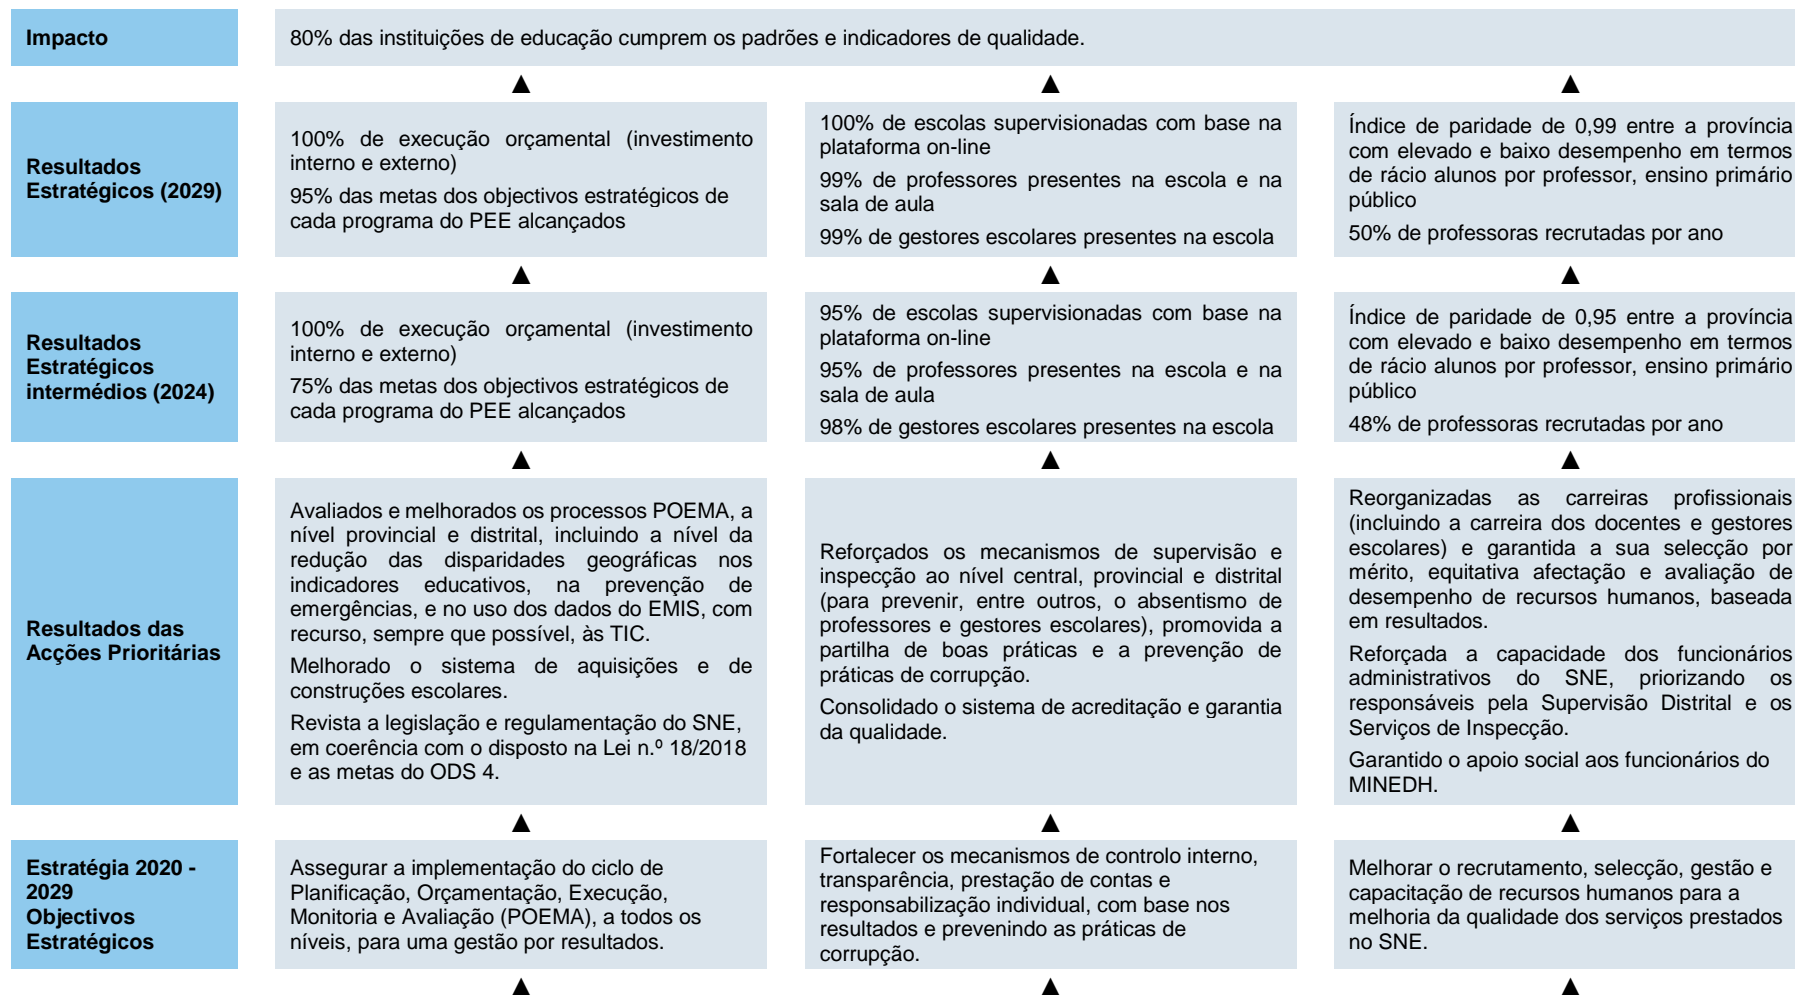 Impacto
80% das instituições de educação cumprem os padrões e indicadores de qualidade.
▲ ▲ ▲
Resultados
Estratégicos (2029)
100% de execução orçamental (investimento
interno e externo)
95% das metas dos objectivos estratégicos de
cada programa do PEE alcançados
100% de escolas supervisionadas com base na
plataforma on-line
99% de professores presentes na escola e na
sala de aula
99% de gestores escolares presentes na escola
Índice de paridade de 0,99 entre a província
com elevado e baixo desempenho em termos
de rácio alunos por professor, ensino primário
público
50% de professoras recrutadas por ano
▲ ▲ ▲
Resultados
Estratégicos
intermédios (2024)
100% de execução orçamental (investimento
interno e externo)
75% das metas dos objectivos estratégicos de
cada programa do PEE alcançados
95% de escolas supervisionadas com base na
plataforma on-line
95% de professores presentes na escola e na
sala de aula
98% de gestores escolares presentes na escola
Índice de paridade de 0,95 entre a província
com elevado e baixo desempenho em termos
de rácio alunos por professor, ensino primário
público
48% de professoras recrutadas por ano
▲ ▲ ▲
Resultados das
Acções Prioritárias
Avaliados e melhorados os processos POEMA, a
nível provincial e distrital, incluindo a nível da
redução das disparidades geográficas nos
indicadores educativos, na prevenção de
emergências, e no uso dos dados do EMIS, com
recurso, sempre que possível, às TIC.
Melhorado o sistema de aquisições e de
construções escolares.
Revista a legislação e regulamentação do SNE,
em coerência com o disposto na Lei n.º 18/2018
e as metas do ODS 4.
Reforçados os mecanismos de supervisão e
inspecção ao nível central, provincial e distrital
(para prevenir, entre outros, o absentismo de
professores e gestores escolares), promovida a
partilha de boas práticas e a prevenção de
práticas de corrupção.
Consolidado o sistema de acreditação e garantia
da qualidade.
Reorganizadas as carreiras profissionais
(incluindo a carreira dos docentes e gestores
escolares) e garantida a sua selecção por
mérito, equitativa afectação e avaliação de
desempenho de recursos humanos, baseada
em resultados.
Reforçada a capacidade dos funcionários
administrativos do SNE, priorizando os
responsáveis pela Supervisão Distrital e os
Serviços de Inspecção.
Garantido o apoio social aos funcionários do
MINEDH.
▲ ▲ ▲
Estratégia 2020 -
2029
Objectivos
Estratégicos
Assegurar a implementação do ciclo de
Planificação, Orçamentação, Execução,
Monitoria e Avaliação (POEMA), a todos os
níveis, para uma gestão por resultados.
Fortalecer os mecanismos de controlo interno,
transparência, prestação de contas e
responsabilização individual, com base nos
resultados e prevenindo as práticas de
corrupção.
Melhorar o recrutamento, selecção, gestão e
capacitação de recursos humanos para a
melhoria da qualidade dos serviços prestados
no SNE.
▲ ▲ ▲